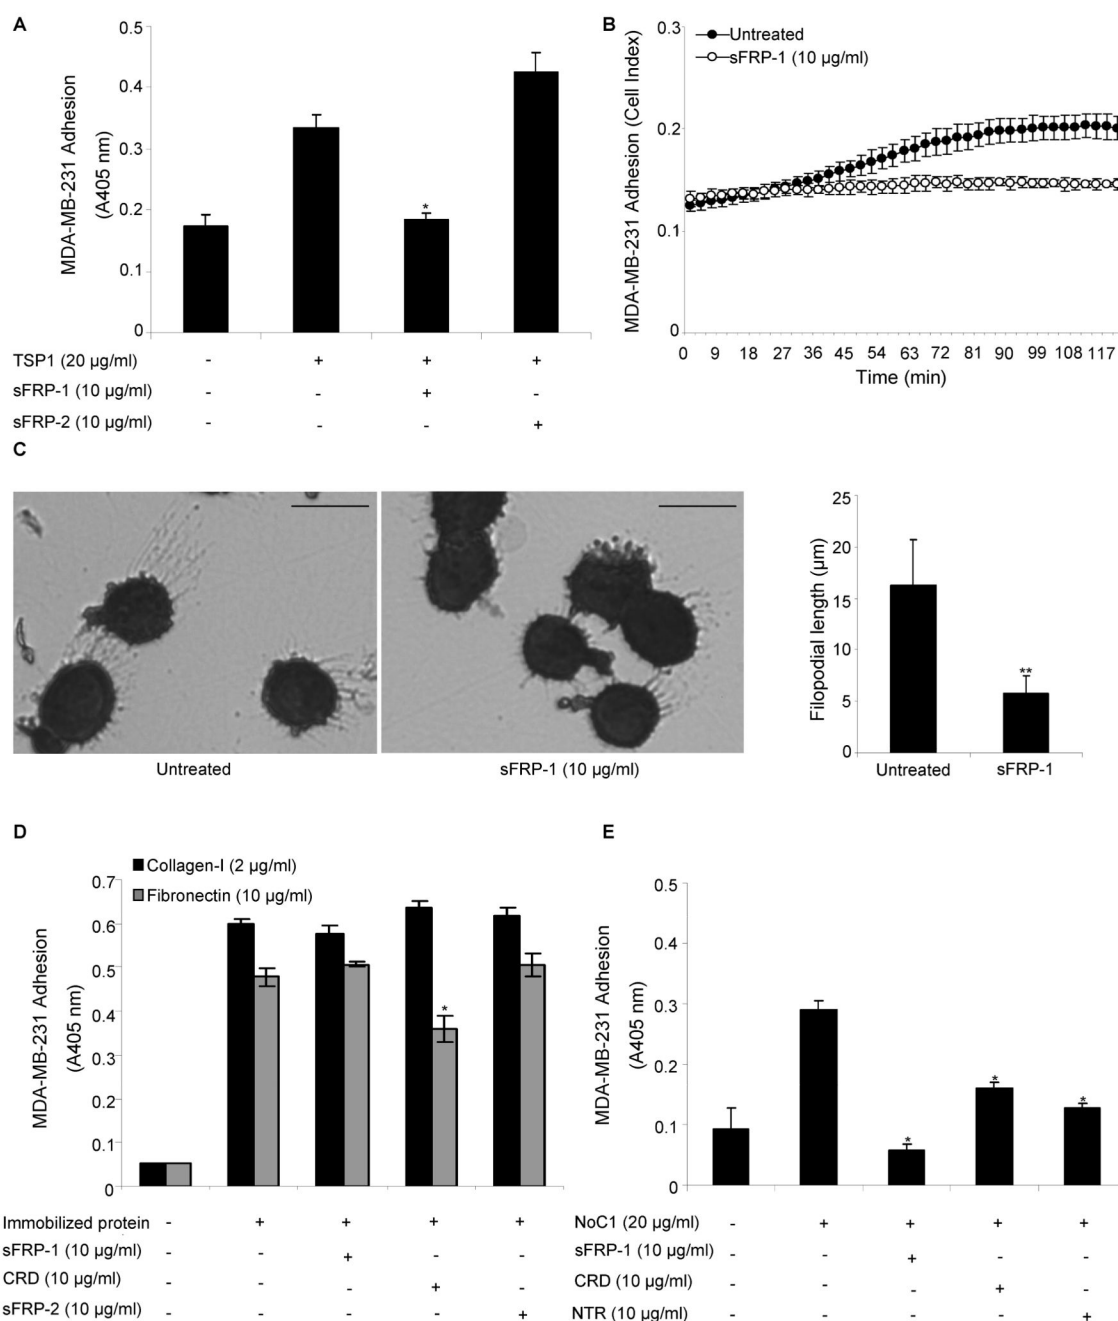 A
MDA-MB-231 Adhesion
(A405 nm)
0.5
0.4
0.3
0.2
0.1
0
*
TSP1 (20 µg/ml) - + + +
sFRP-1 (10 µg/ml) - - + -
sFRP-2 (10 µg/ml) - - - +
B
MDA-MB-231 Adhesion (Cell Index)
0.3
0.2
0.1
0
Untreated
sFRP-1 (10 µg/ml)
0 9 18 27 36 45 54 63 72 81 90 99 108 117
Time (min)
C
Untreated
sFRP-1 (10 µg/ml)
Filopodial length (µm)
25
20
15
10
5
0
**
Untreated sFRP-1
D
Collagen-I (2 µg/ml)
Fibronectin (10 µg/ml)
MDA-MB-231 Adhesion
(A405 nm)
0.7
0.6
0.5
0.4
0.3
0.2
0.1
0
*
Immobilized protein - + + + +
sFRP-1 (10 µg/ml) - - + - -
CRD (10 µg/ml) - - - + -
sFRP-2 (10 µg/ml) - - - - +
E
MDA-MB-231 Adhesion
(A405 nm)
0.5
0.4
0.3
0.2
0.1
0
* * *
NoC1 (20 µg/ml) - + + + +
sFRP-1 (10 µg/ml) - - + - -
CRD (10 µg/ml) - - - + -
NTR (10 µg/ml) - - - - +